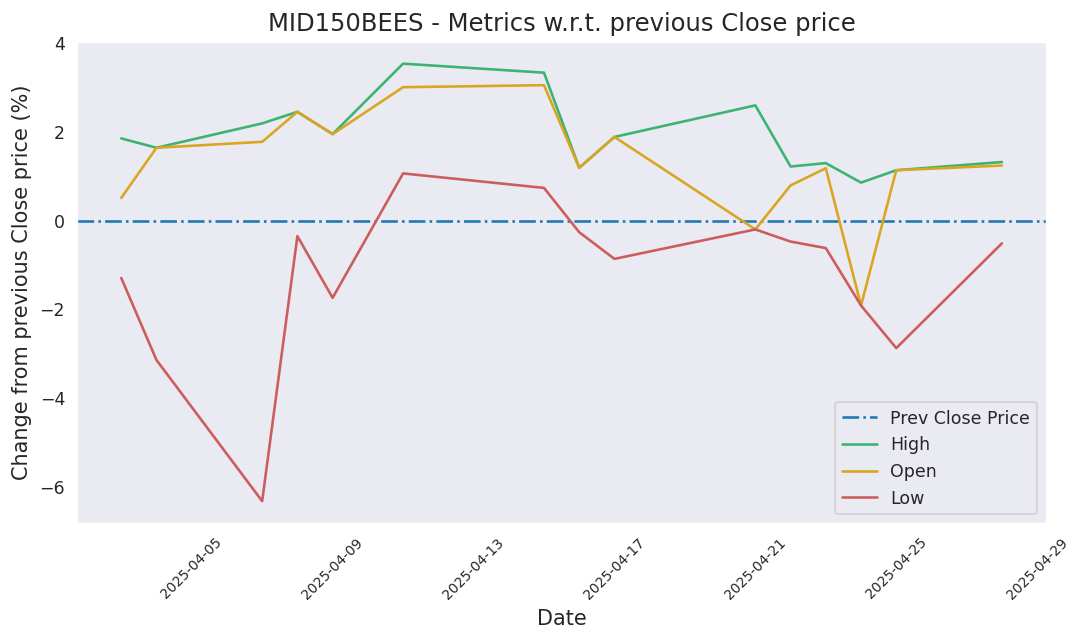 MID150BEES - Metrics w.r.t. previous Close price
Change from previous Close price (%)
4
2
0
−2
−4
−6
Prev Close Price
High
Open
Low
2025-04-05
2025-04-09
2025-04-13
2025-04-17
2025-04-21
2025-04-25
2025-04-29
Date